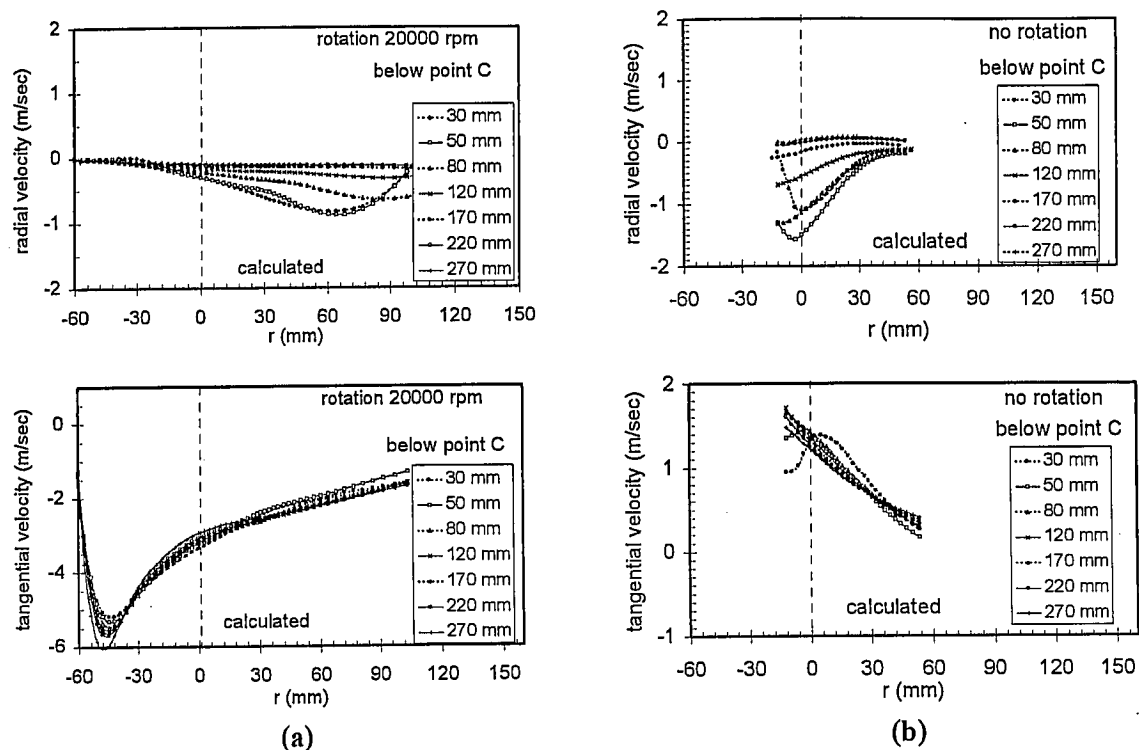 2
1
0
-1
-2
radial velocity (m/sec)
rotation 20000 rpm
below point C
30 mm
50 mm
80 mm
120 mm
170 mm
220 mm
270 mm
calculated
-60 -30 0 30 60 90 120 150
r (mm)
2
1
0
-1
-2
radial velocity (m/sec)
no rotation
below point C
30 mm
50 mm
80 mm
120 mm
170 mm
220 mm
270 mm
calculated
-60 -30 0 30 60 90 120 150
r (mm)
0
-2
-4
-6
tangential velocity (m/sec)
rotation 20000 rpm
below point C
30 mm
50 mm
80 mm
120 mm
170 mm
220 mm
270 mm
calculated
-60 -30 0 30 60 90 120 150
r (mm)
(a)
2
1
0
-1
tangential velocity (m/sec)
no rotation
below point C
30 mm
50 mm
80 mm
120 mm
170 mm
220 mm
270 mm
calculated
-60 -30 0 30 60 90 120 150
r (mm)
(b)